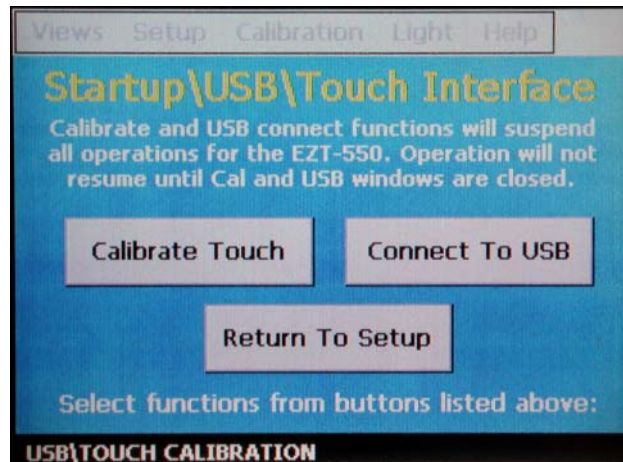 Views Setup Calibration Light Help
Startup\USB\Touch Interface
Calibrate and USB connect functions will suspend
all operations for the EZT-550. Operation will not
resume until Cal and USB windows are closed.
Calibrate Touch Connect To USB
Return To Setup
Select functions from buttons listed above:
USB\TOUCH CALIBRATION